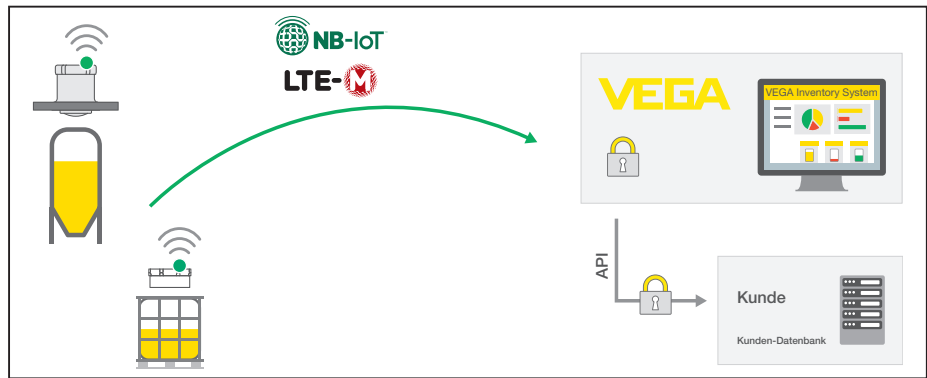 NB-IoT
LTE-M
VEGA
VEGA Inventory System
API
Kunde
Kunden-Datenbank